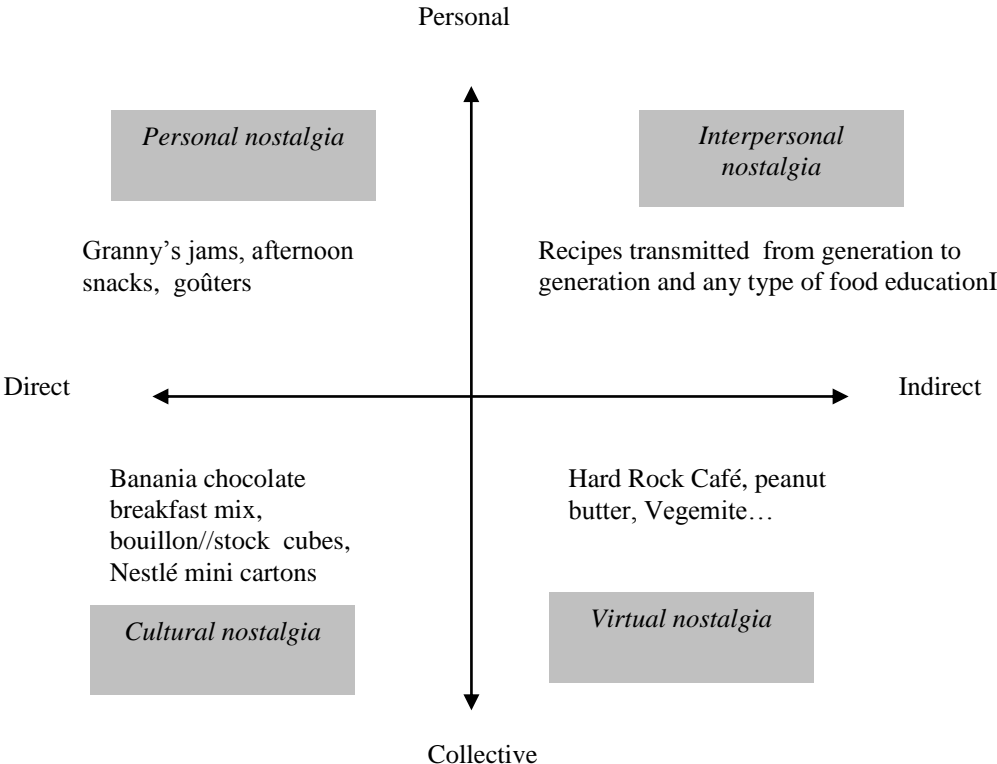 Personal
Personal nostalgia
Interpersonal
nostalgia
Granny’s jams, afternoon
snacks, goûters
Recipes transmitted from generation to
generation and any type of food educationI
Direct
Indirect
Banania chocolate
breakfast mix,
bouillon//stock cubes,
Nestlé mini cartons
Hard Rock Café, peanut
butter, Vegemite…
Cultural nostalgia
Virtual nostalgia
Collective